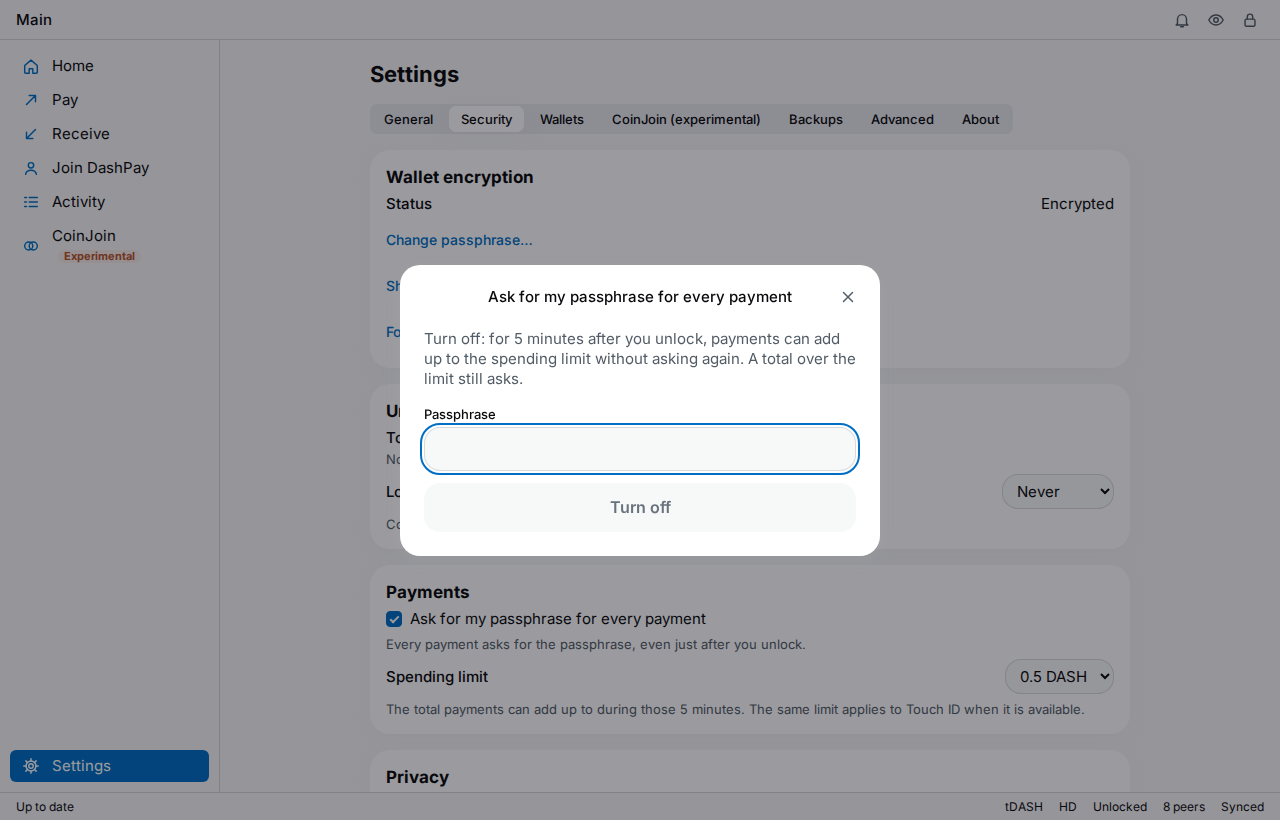 Main
Home
Pay
Receive
Join DashPay
Activity
CoinJoin
Experimental
Settings
Settings
General
Security
Wallets
CoinJoin (experimental)
Backups
Advanced
About
Wallet encryption
Status
Encrypted
Change passphrase...
Ask for my passphrase for every payment
Turn off: for 5 minutes after you unlock, payments can add
up to the spending limit without asking again. A total over the
limit still asks.
Passphrase
Turn off
Never
Payments
Ask for my passphrase for every payment
Every payment asks for the passphrase, even just after you unlock.
Spending limit
0.5 DASH
The total payments can add up to during those 5 minutes. The same limit applies to Touch ID when it is available.
Privacy
Up to date
tDASH
HD
Unlocked
8 peers
Synced